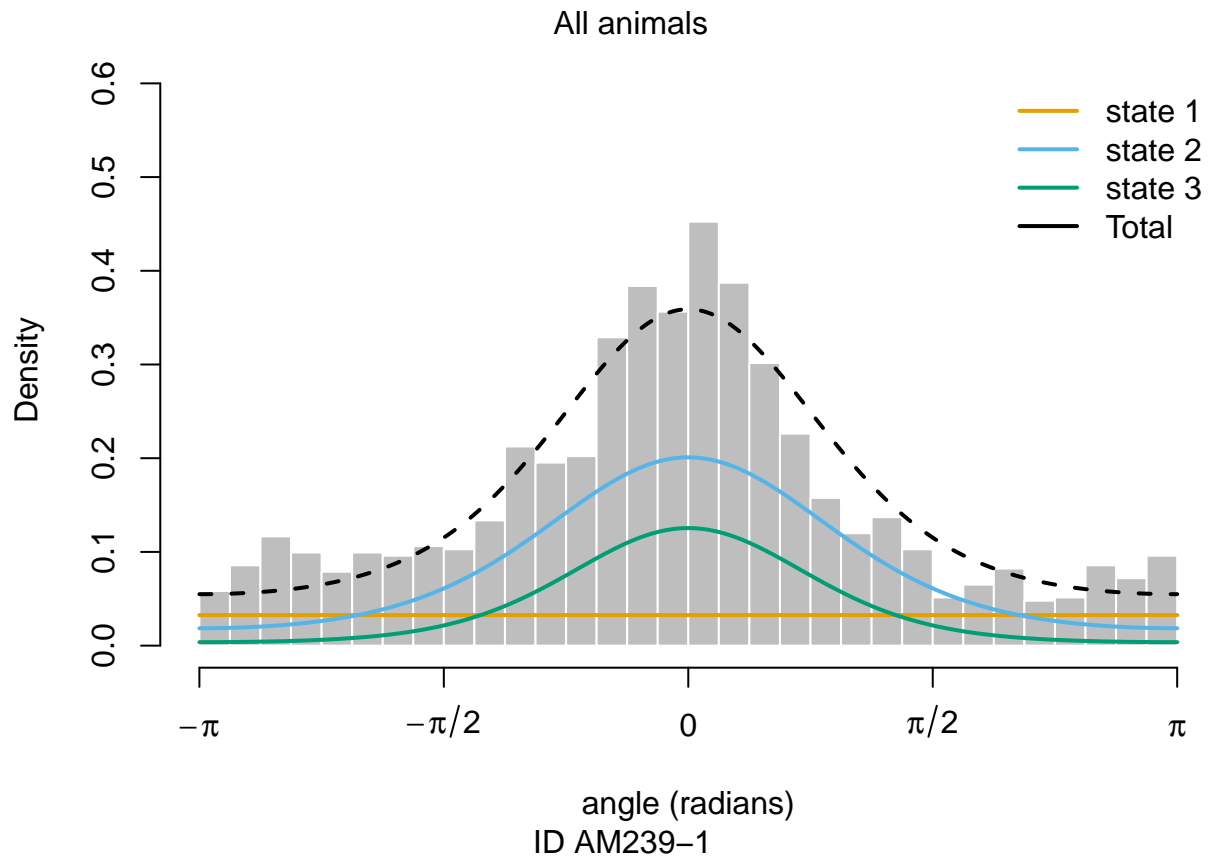 All animals
0.6
0.5
0.4
0.3
0.2
0.1
0.0
Density
state 1
state 2
state 3
Total
−π
−π/2
0
π/2
π
angle (radians)
ID AM239−1